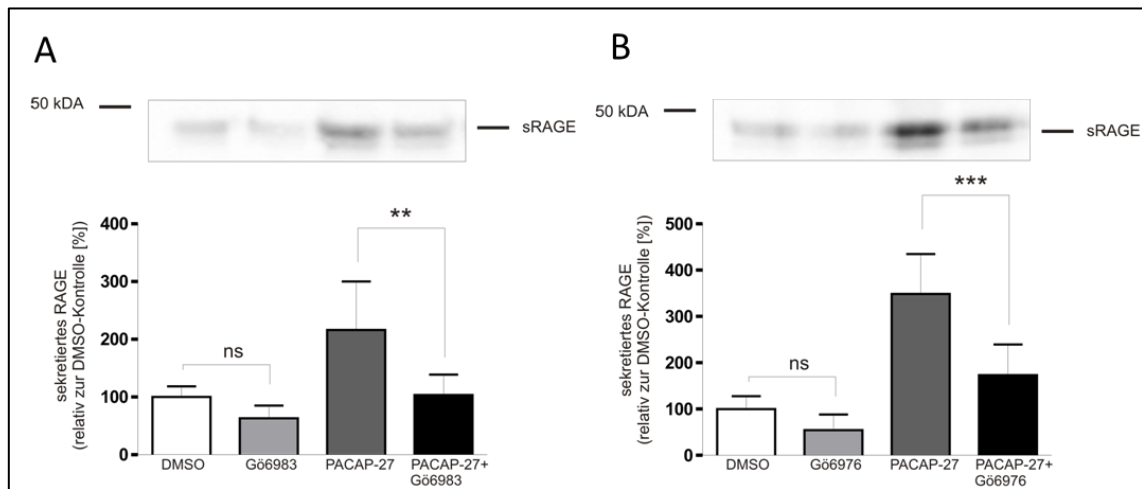 A
50 kDA
sRAGE
sekretiertes RAGE
(relativ zur DMSO-Kontrolle [%])
400
300
200
100
0
ns
**
DMSO
Gö6983
PACAP-27
PACAP-27+
Gö6983
B
50 kDA
sRAGE
sekretiertes RAGE
(relativ zur DMSO-Kontrolle [%])
500
400
300
200
100
0
ns
***
DMSO
Gö6976
PACAP-27
PACAP-27+
Gö6976